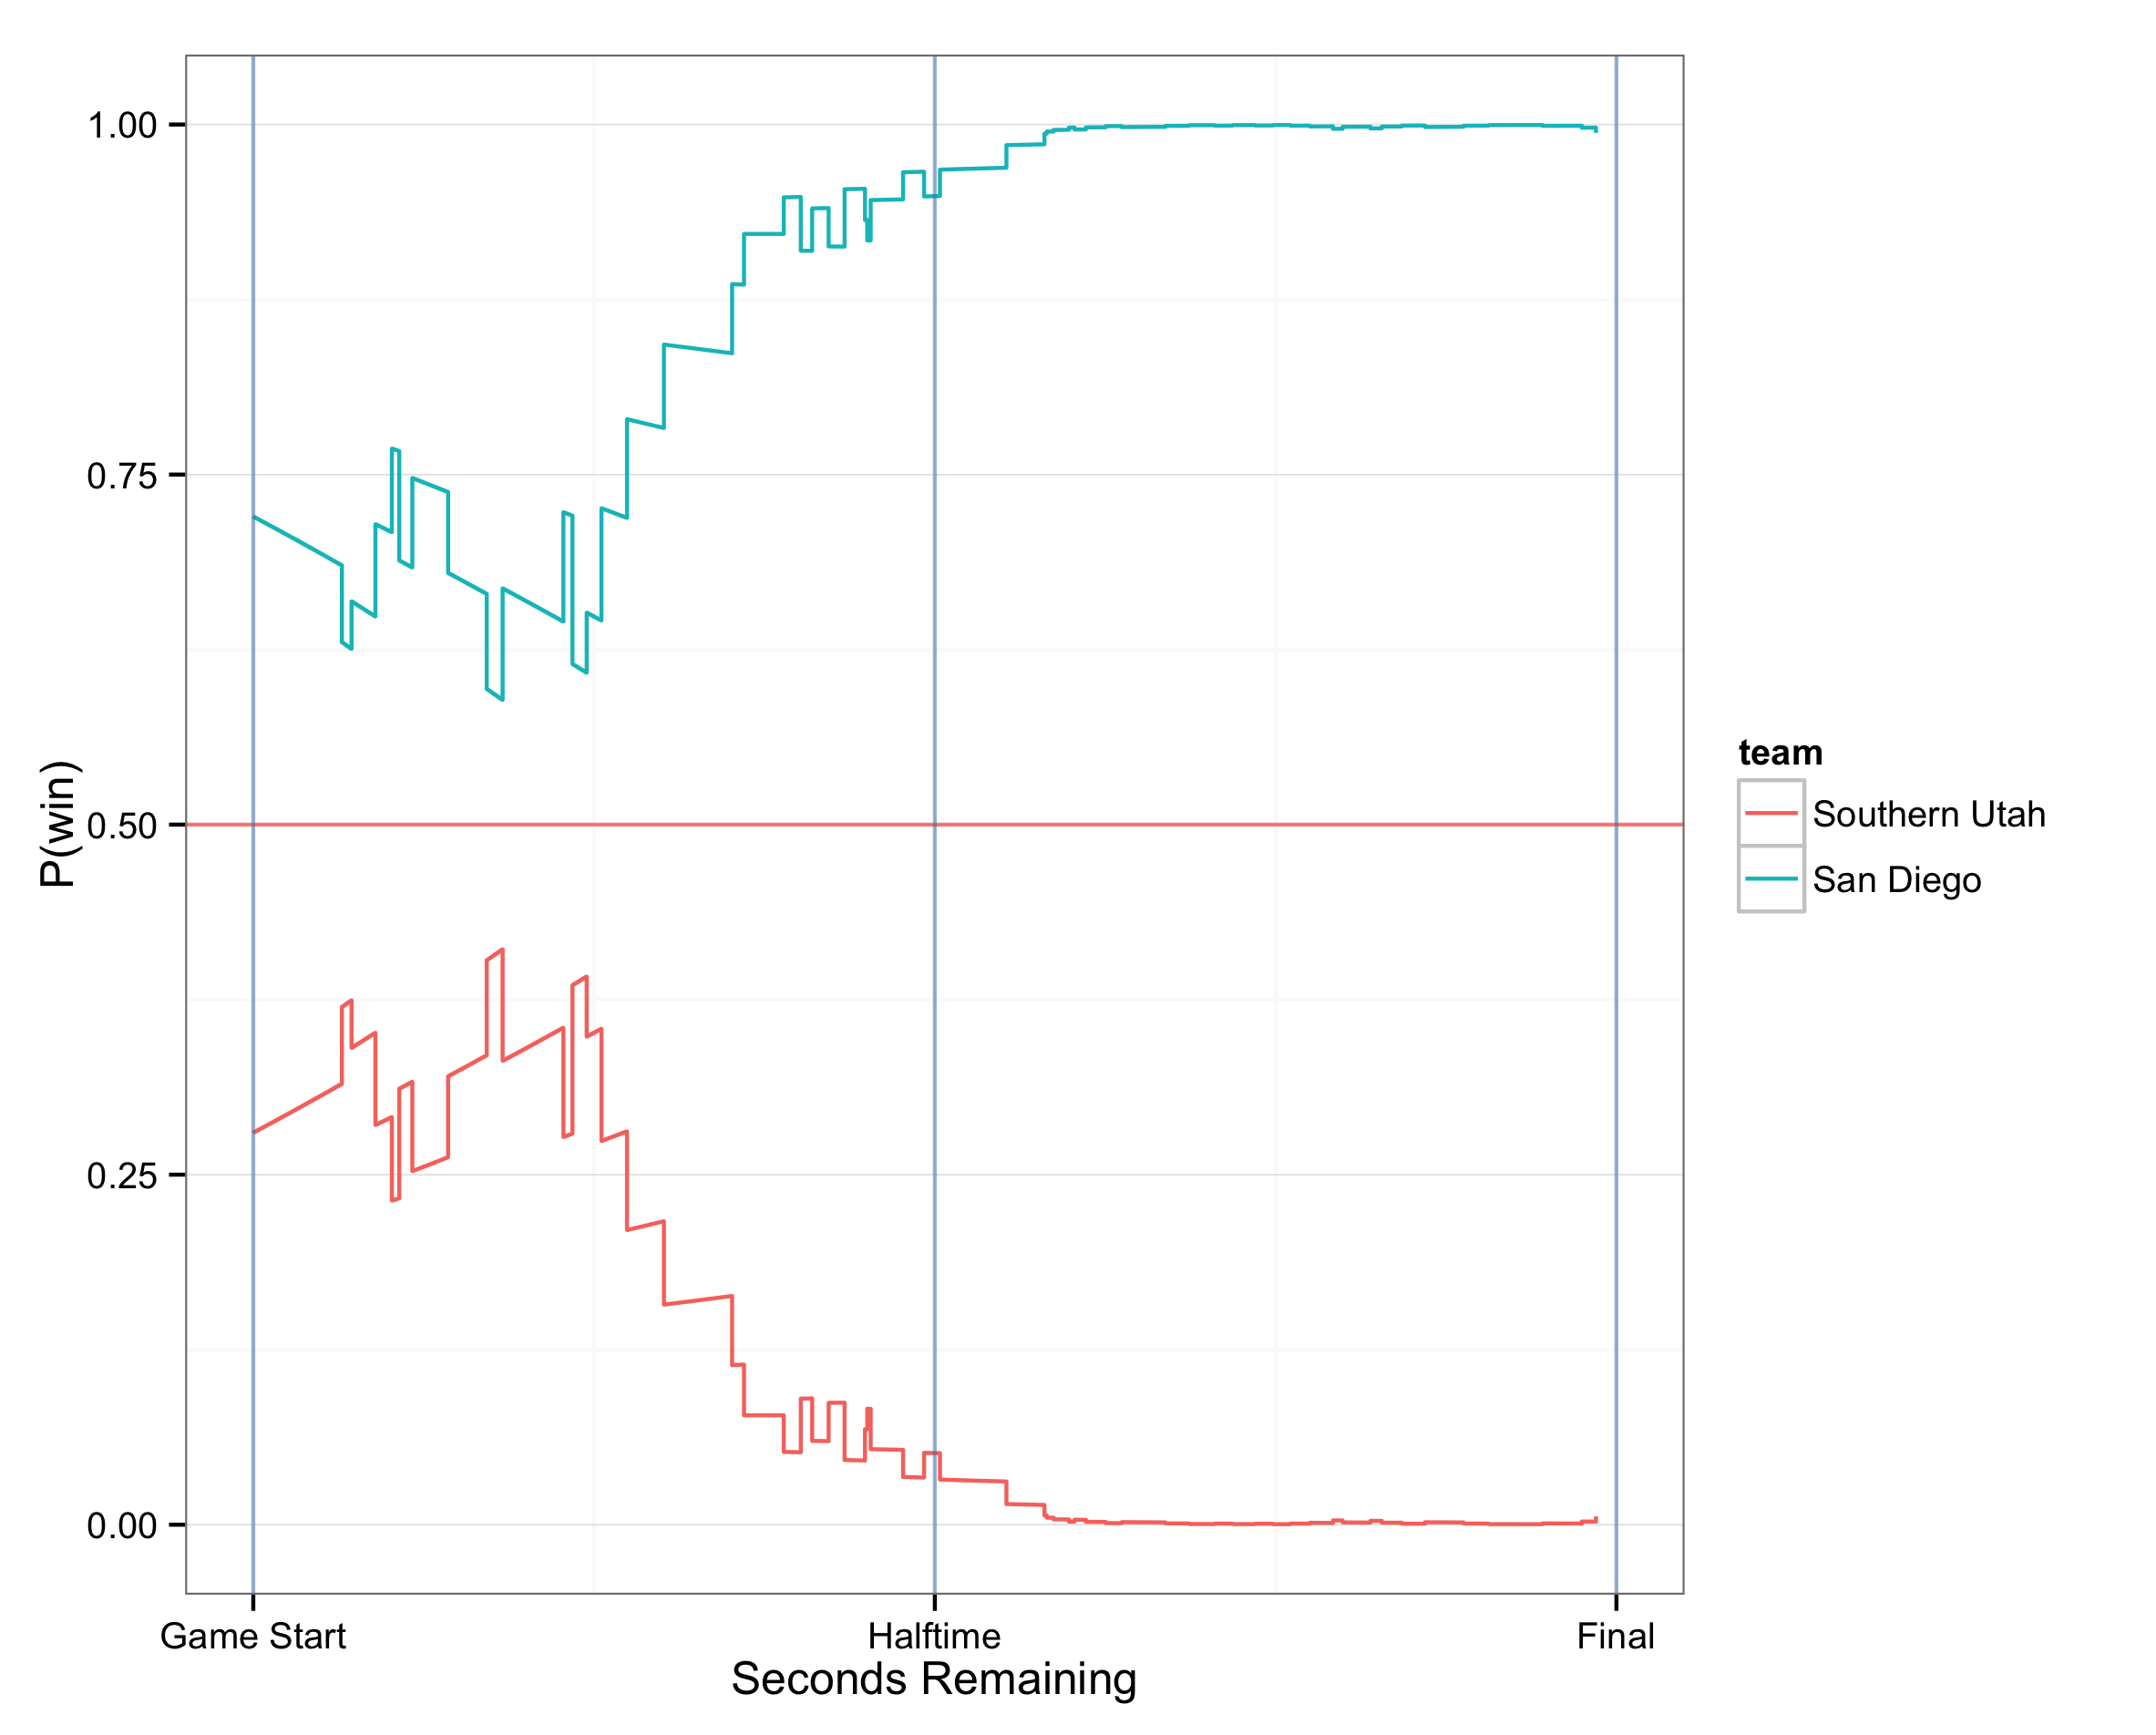 1.00
0.75
0.50
0.25
0.00
P(win)
Game Start
Halftime
Final
Seconds Remaining
team
Southern Utah
San Diego